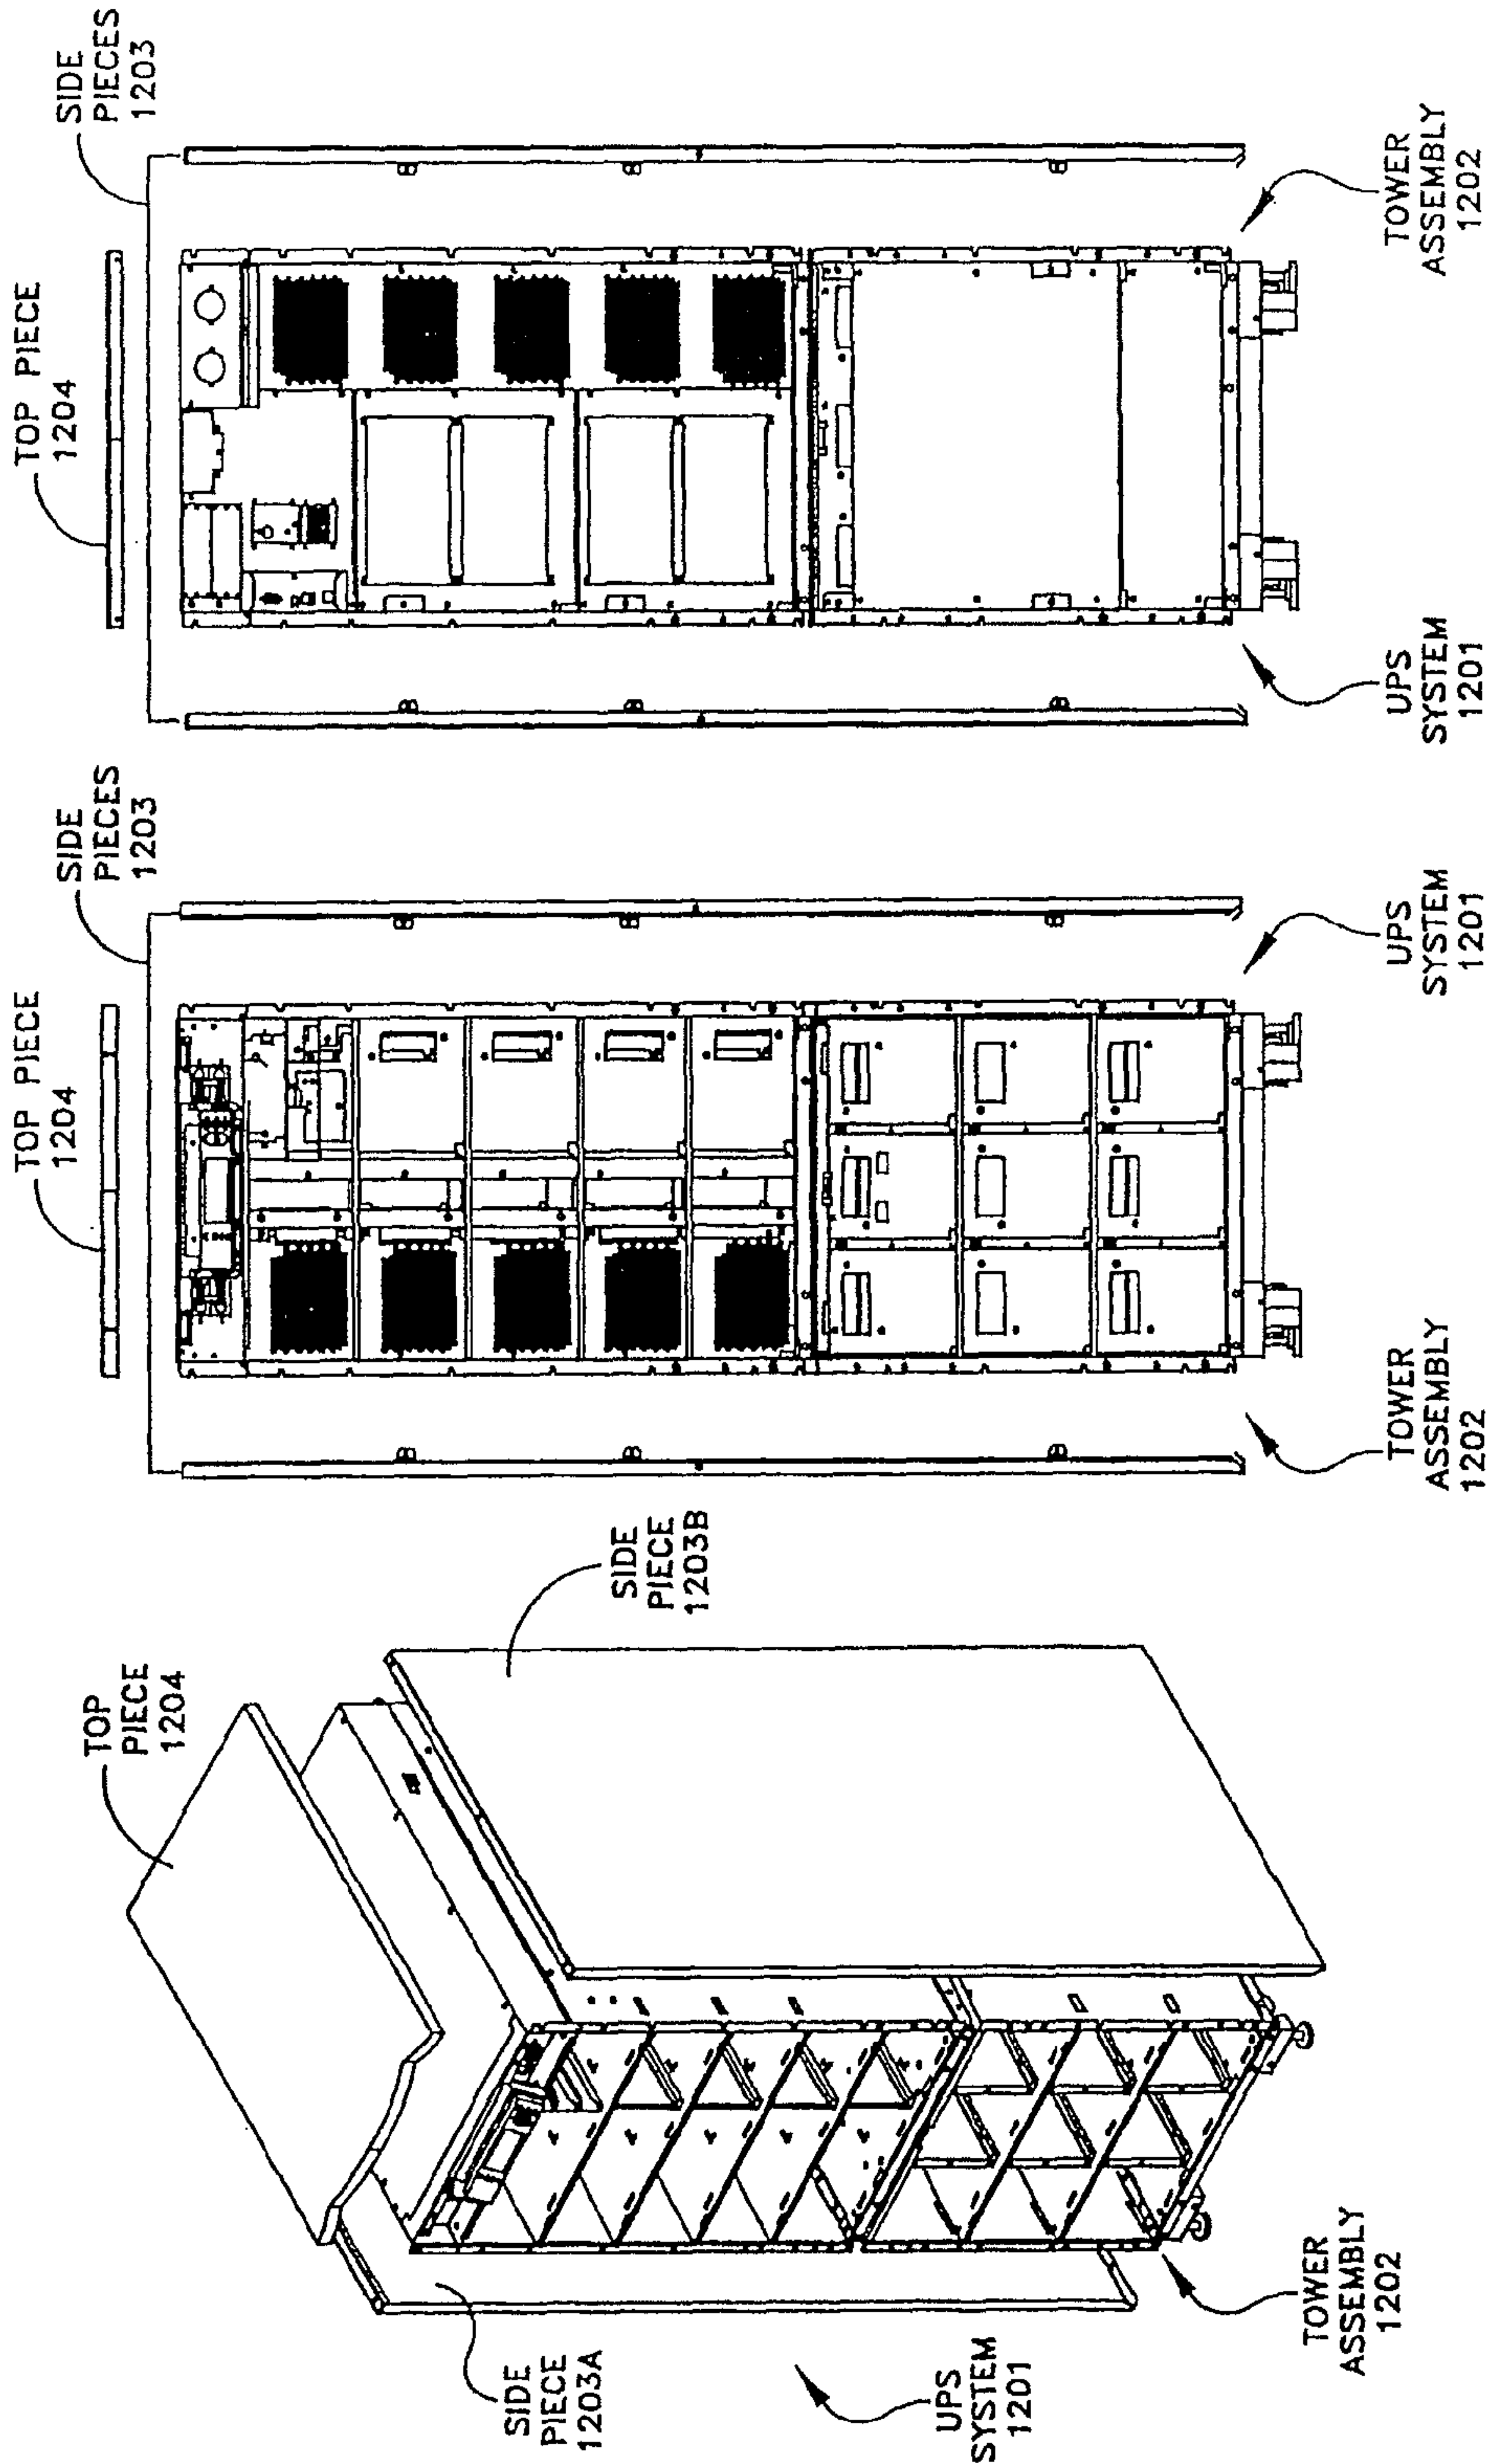 TOP
PIECE
1204
SIDE
PIECE
1203A
SIDE
PIECE
1203B
UPS
SYSTEM
1201
TOWER
ASSEMBLY
1202
TOP PIECE
1204
SIDE
PIECES
1203
TOWER
ASSEMBLY
1202
UPS
SYSTEM
1201
TOP PIECE
1204
SIDE
PIECES
1203
UPS
SYSTEM
1201
TOWER
ASSEMBLY
1202